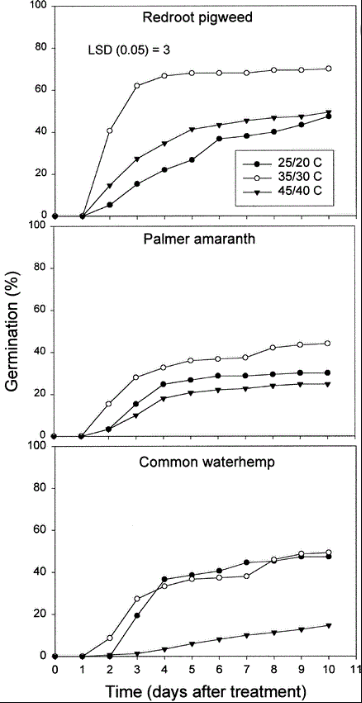 100
Redroot pigweed
80
LSD (0.05) = 3
60
40
25/20 C
35/30 C
45/40 C
20
0
100
Palmer amaranth
80
60
40
20
0
Germination (%)
100
Common waterhemp
80
60
40
20
0
0 1 2 3 4 5 6 7 8 9 10 11
Time (days after treatment)